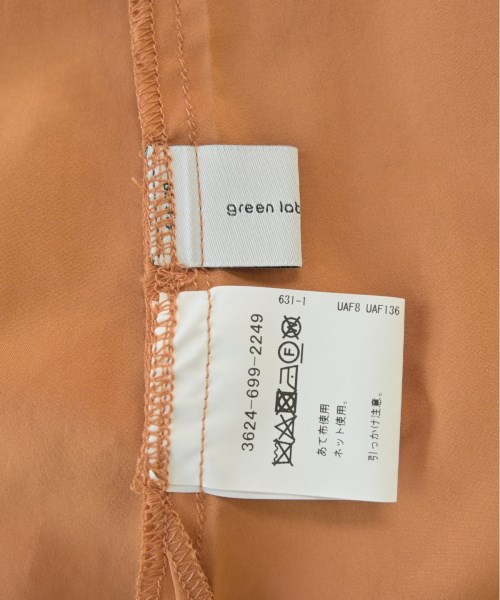 green lab
631-1
UAF8 UAF136
3624-699-2249
あて布使用
ネット使用。
引っかけ注意。